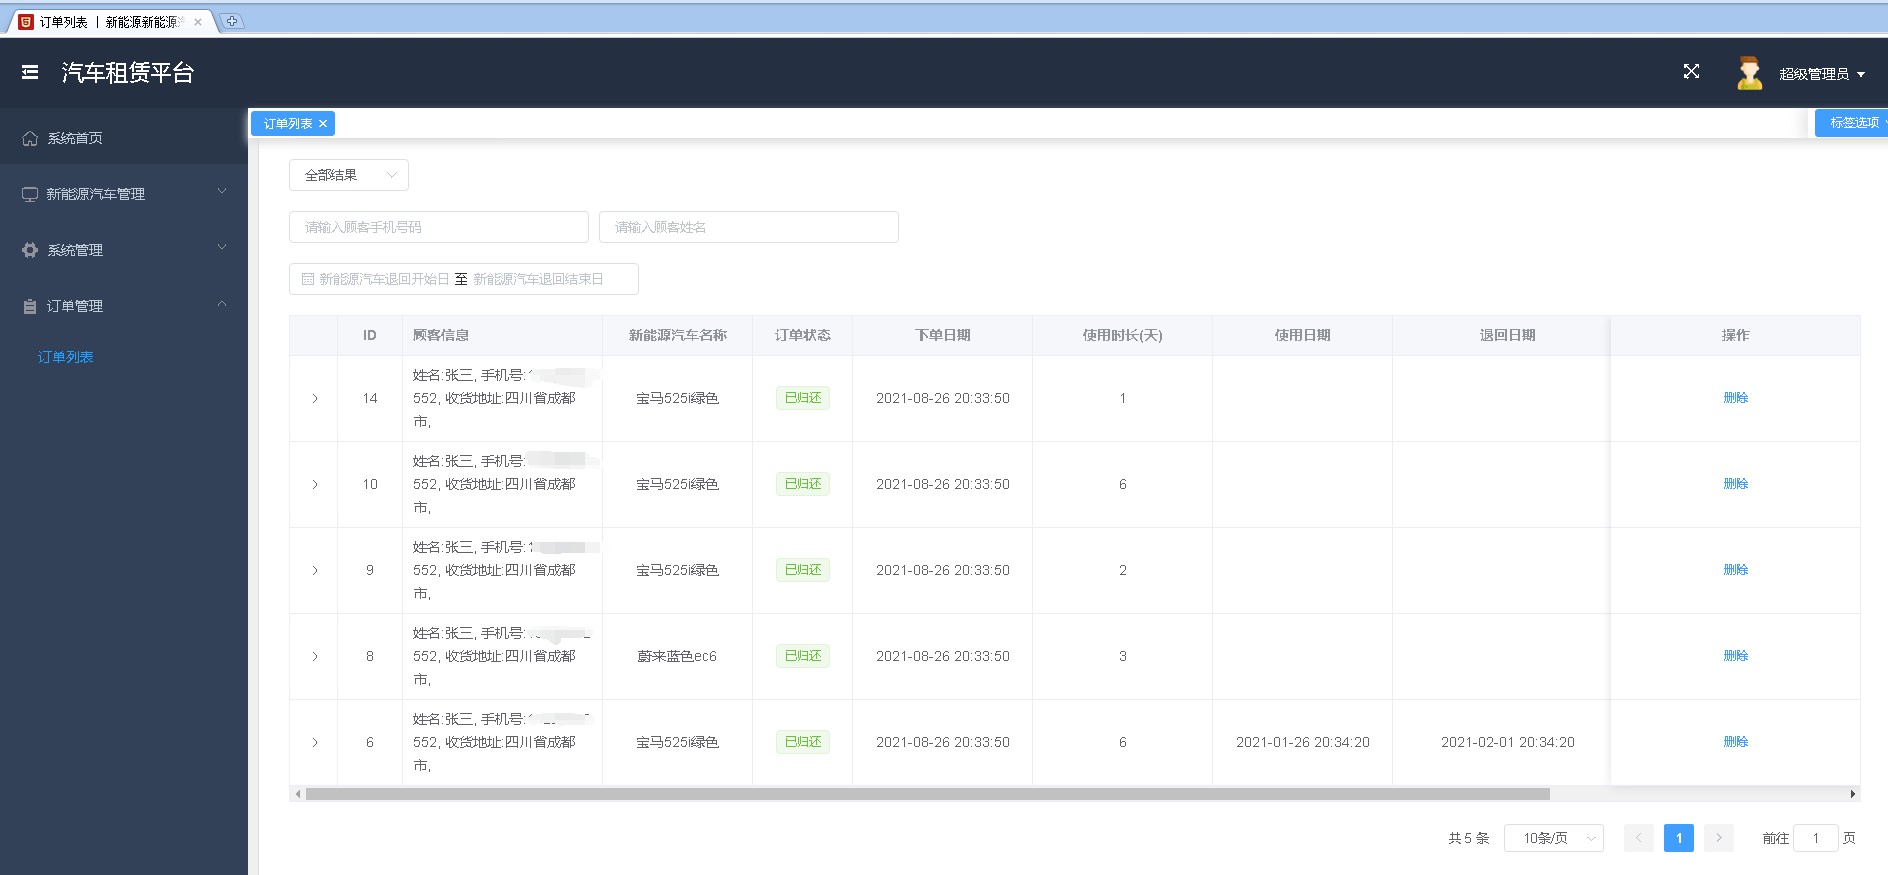 订单列表 | 新能源新能源
汽车租赁平台
超级管理员
系统首页
新能源汽车管理
系统管理
订单管理
订单列表
订单列表
标签选项
全部结果
请输入顾客手机号码 请输入顾客姓名
新能源汽车退回开始日 至 新能源汽车退回结束日
ID 顾客信息 新能源汽车名称 订单状态 下单日期 使用时长(天) 使用日期 退回日期 操作
姓名:张三, 手机号:
14 552, 收货地址:四川省成都 宝马525i绿色 已归还 2021-08-26 20:33:50 1 删除
市,
姓名:张三, 手机号:
10 552, 收货地址:四川省成都 宝马525i绿色 已归还 2021-08-26 20:33:50 6 删除
市,
姓名:张三, 手机号:
9 552, 收货地址:四川省成都 宝马525i绿色 已归还 2021-08-26 20:33:50 2 删除
市,
姓名:张三, 手机号:
8 552, 收货地址:四川省成都 蔚来蓝色ec6 已归还 2021-08-26 20:33:50 3 删除
市,
姓名:张三, 手机号:
6 552, 收货地址:四川省成都 宝马525i绿色 已归还 2021-08-26 20:33:50 6 2021-01-26 20:34:20 2021-02-01 20:34:20 删除
市,
共 5 条 10条/页 1 前往 1 页